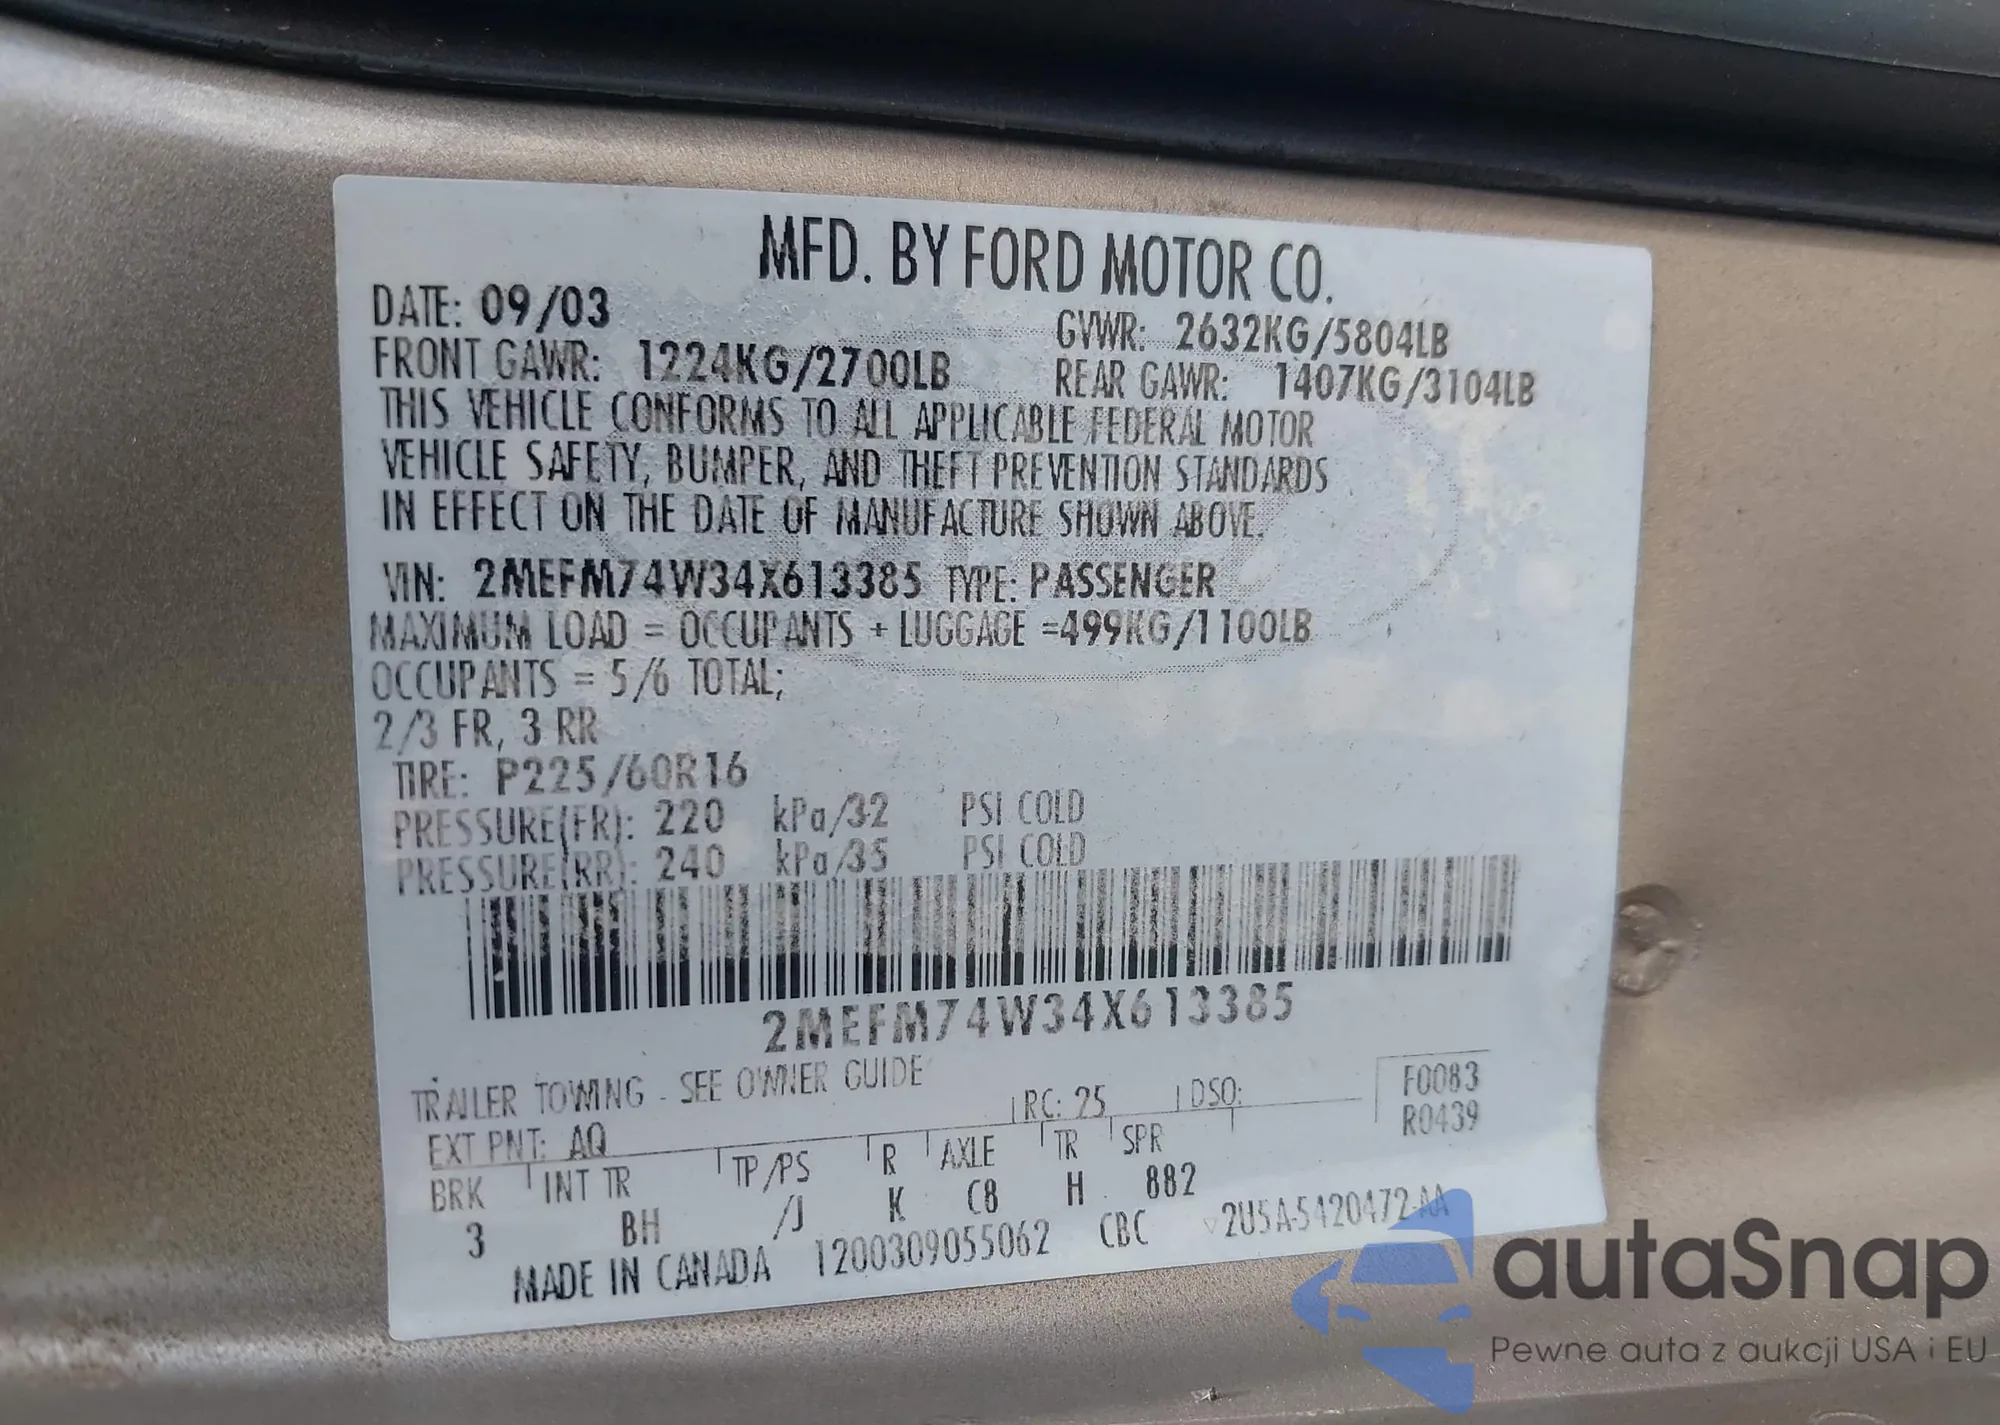 MFD. BY FORD MOTOR CO.
DATE: 09/03
GVWR: 2632KG/5804LB
FRONT GAWR: 1224KG/2700LB
REAR GAWR: 1407KG/3104LB
THIS VEHICLE CONFORMS TO ALL APPLICABLE FEDERAL MOTOR
VEHICLE SAFETY, BUMPER, AND THEFT PREVENTION STANDARDS
IN EFFECT ON THE DATE OF MANUFACTURE SHOWN ABOVE.
VIN: 2MEFM74W34X613385 TYPE: PASSENGER
MAXIMUM LOAD = OCCUPANTS + LUGGAGE =499KG/1100LB
OCCUPANTS = 5/6 TOTAL;
2/3 FR, 3 RR
TIRE: P225/60R16
PRESSURE(FR): 220 kPa/32 PSI COLD
PRESSURE(RR): 240 kPa/35 PSI COLD
2MEFM74W34X613385
TRAILER TOWING - SEE OWNER GUIDE
F0083
EXT PNT: AQ RC: 25 DSO:
R0439
BRK INT TR TP/PS R AXLE TR SPR
3 BH /J K C8 H 882
MADE IN CANADA 1200309055062 CBC 2U5A-5420472-AA
autaSnap
Pewne auta z aukcji USA i EU